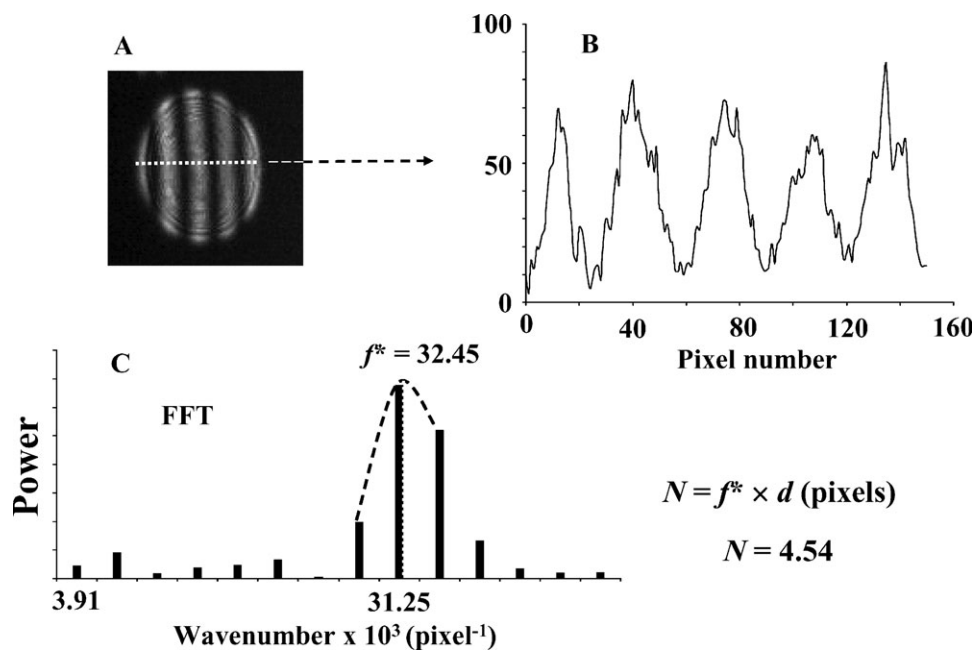 A
B
100
50
0
0 40 80 120 160
Pixel number
C
f* = 32.45
FFT
Power
3.91 31.25
Wavenumber x 10³ (pixel⁻¹)
N = f* × d (pixels)
N = 4.54